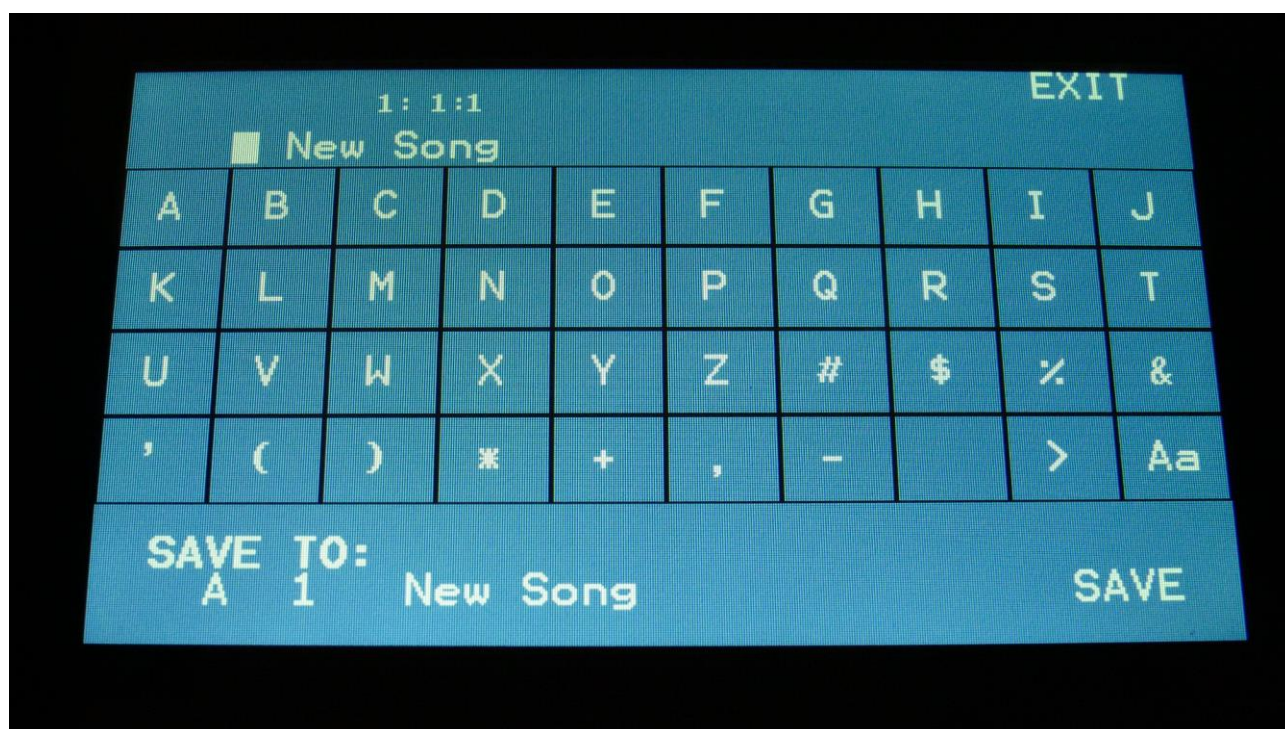 EXIT
1: 1:1
New Song
A B C D E F G H I J
K L M N O P Q R S T
U V W X Y Z # $ % &
' ( ) * + , - > Aa
SAVE TO:
A 1 New Song SAVE